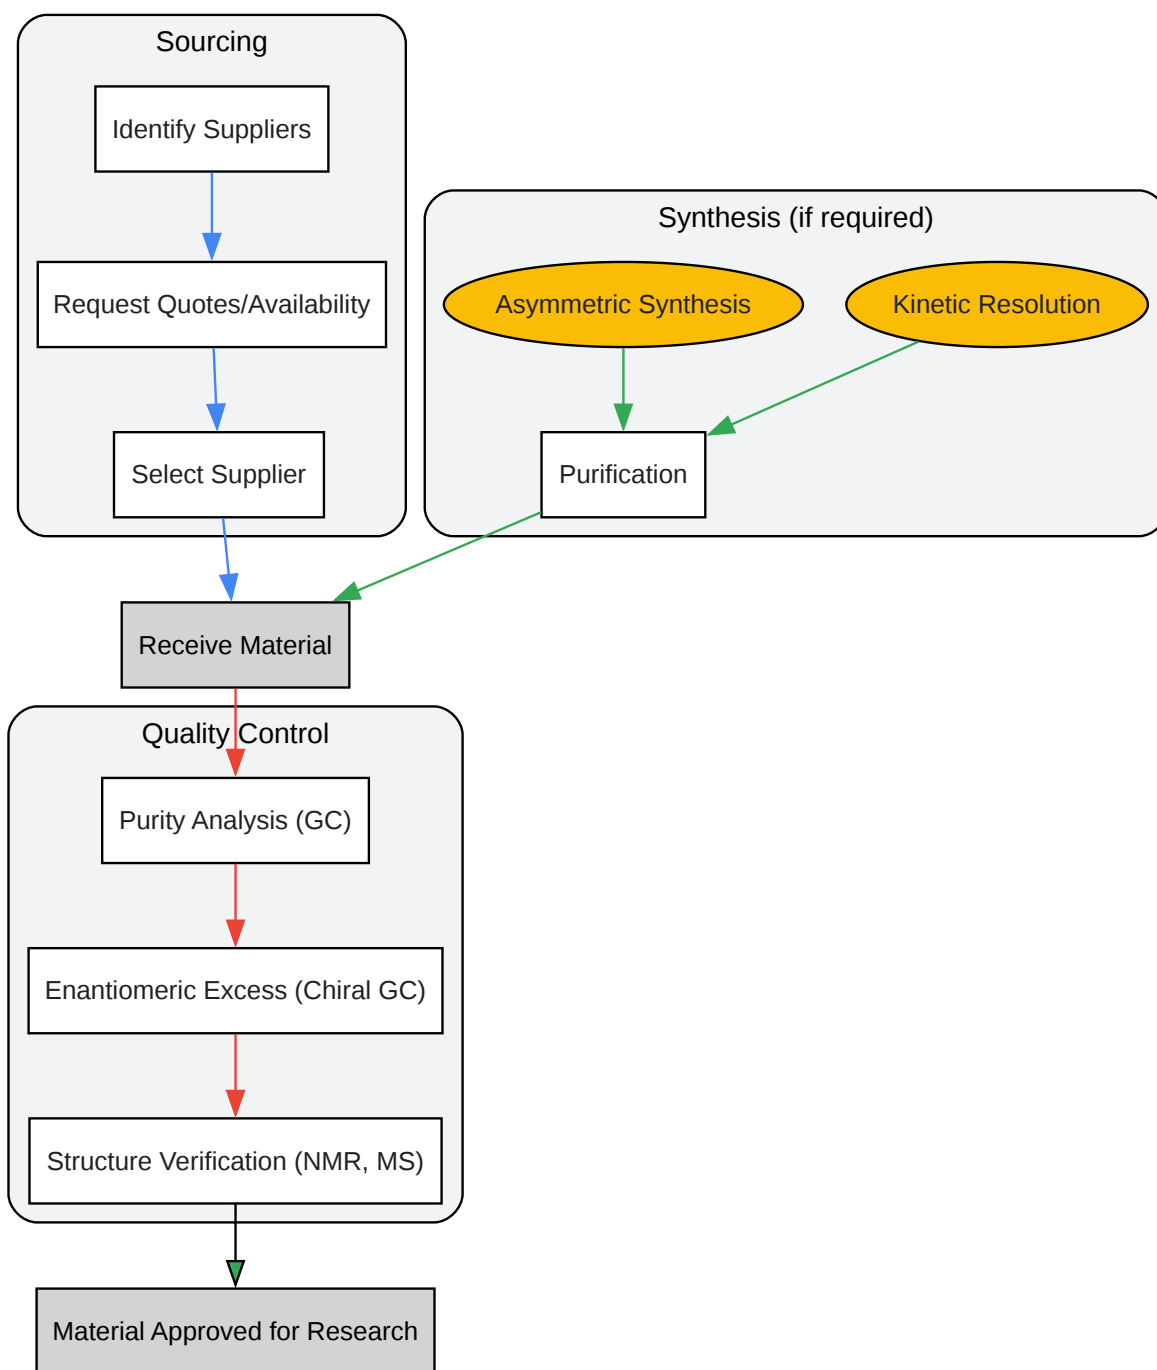 Sourcing
Identify Suppliers
Request Quotes/Availability
Select Supplier
Synthesis (if required)
Asymmetric Synthesis
Kinetic Resolution
Purification
Receive Material
Quality Control
Purity Analysis (GC)
Enantiomeric Excess (Chiral GC)
Structure Verification (NMR, MS)
Material Approved for Research